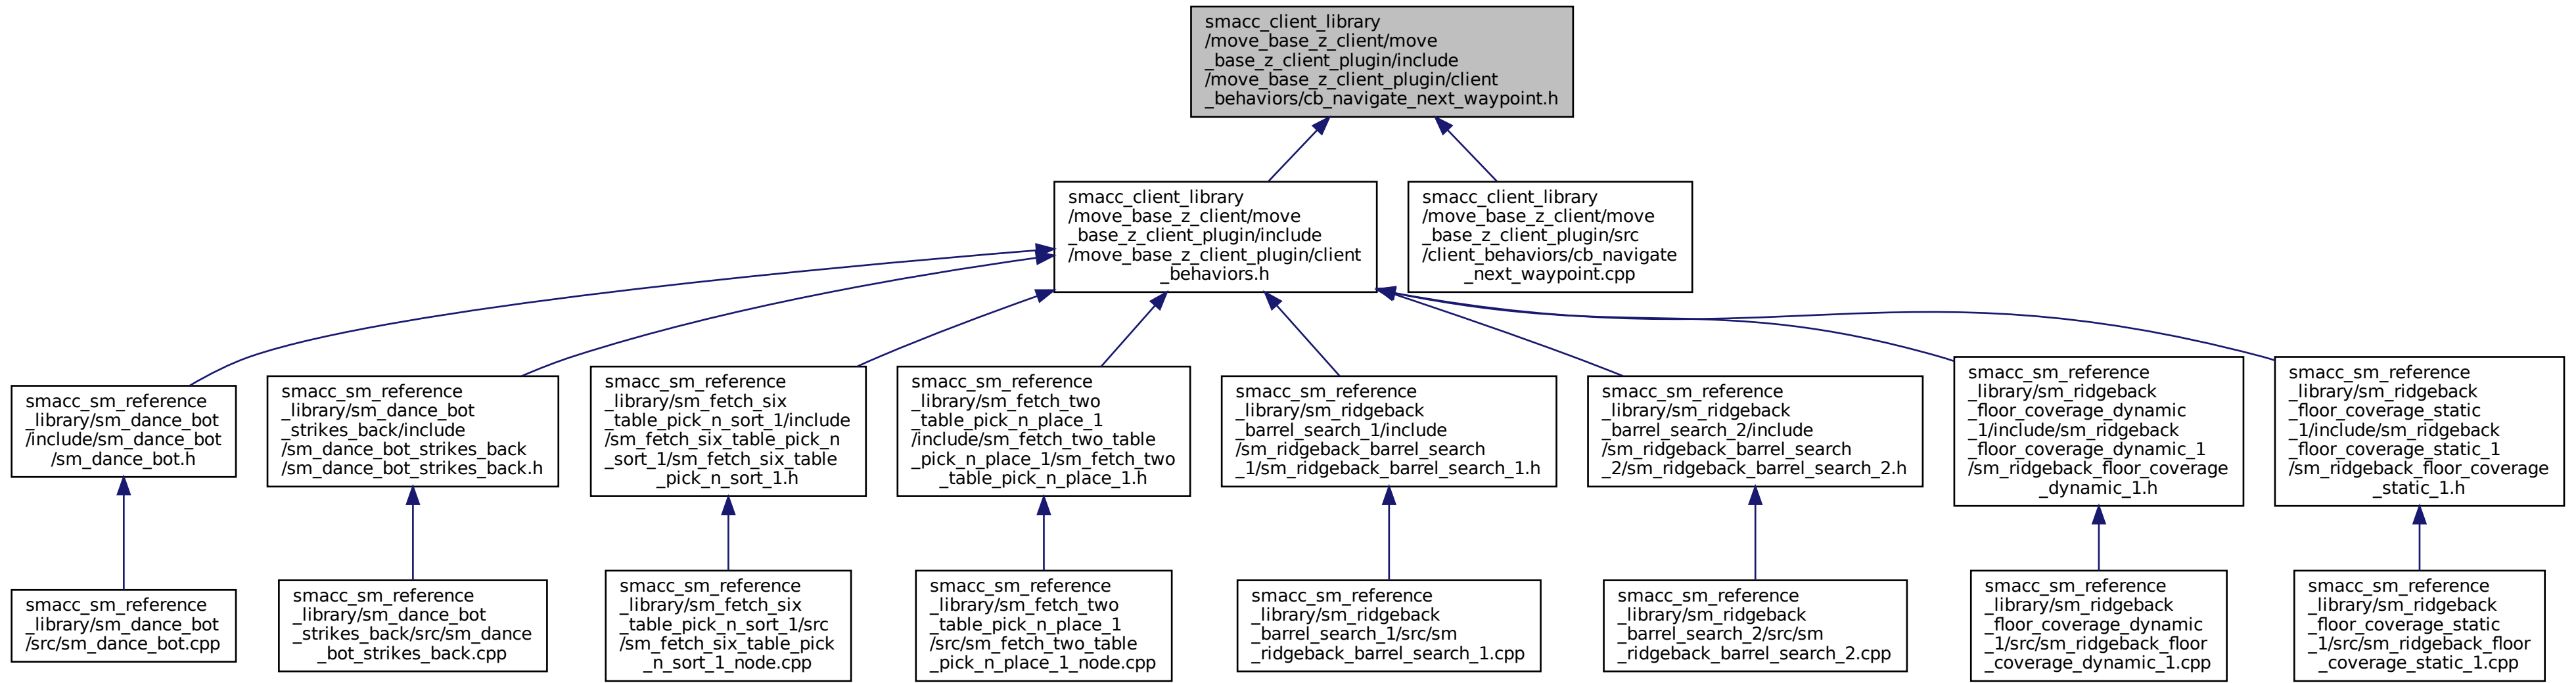 smacc_client_library
/move_base_z_client/move
_base_z_client_plugin/include
/move_base_z_client_plugin/client
_behaviors/cb_navigate_next_waypoint.h
smacc_client_library
/move_base_z_client/move
_base_z_client_plugin/include
/move_base_z_client_plugin/client
_behaviors.h
smacc_client_library
/move_base_z_client/move
_base_z_client_plugin/src
/client_behaviors/cb_navigate
_next_waypoint.cpp
smacc_sm_reference
_library/sm_dance_bot
/include/sm_dance_bot
/sm_dance_bot.h
smacc_sm_reference
_library/sm_dance_bot
_strikes_back/include
/sm_dance_bot_strikes_back
/sm_dance_bot_strikes_back.h
smacc_sm_reference
_library/sm_fetch_six
_table_pick_n_sort_1/include
/sm_fetch_six_table_pick_n
_sort_1/sm_fetch_six_table
_pick_n_sort_1.h
smacc_sm_reference
_library/sm_fetch_two
_table_pick_n_place_1
/include/sm_fetch_two_table
_pick_n_place_1/sm_fetch_two
_table_pick_n_place_1.h
smacc_sm_reference
_library/sm_ridgeback
_barrel_search_1/include
/sm_ridgeback_barrel_search
_1/sm_ridgeback_barrel_search_1.h
smacc_sm_reference
_library/sm_ridgeback
_barrel_search_2/include
/sm_ridgeback_barrel_search
_2/sm_ridgeback_barrel_search_2.h
smacc_sm_reference
_library/sm_ridgeback
_floor_coverage_dynamic
_1/include/sm_ridgeback
_floor_coverage_dynamic_1
/sm_ridgeback_floor_coverage
_dynamic_1.h
smacc_sm_reference
_library/sm_ridgeback
_floor_coverage_static
_1/include/sm_ridgeback
_floor_coverage_static_1
/sm_ridgeback_floor_coverage
_static_1.h
smacc_sm_reference
_library/sm_dance_bot
/src/sm_dance_bot.cpp
smacc_sm_reference
_library/sm_dance_bot
_strikes_back/src/sm_dance
_bot_strikes_back.cpp
smacc_sm_reference
_library/sm_fetch_six
_table_pick_n_sort_1/src
/sm_fetch_six_table_pick
_n_sort_1_node.cpp
smacc_sm_reference
_library/sm_fetch_two
_table_pick_n_place_1
/src/sm_fetch_two_table
_pick_n_place_1_node.cpp
smacc_sm_reference
_library/sm_ridgeback
_barrel_search_1/src/sm
_ridgeback_barrel_search_1.cpp
smacc_sm_reference
_library/sm_ridgeback
_barrel_search_2/src/sm
_ridgeback_barrel_search_2.cpp
smacc_sm_reference
_library/sm_ridgeback
_floor_coverage_dynamic
_1/src/sm_ridgeback_floor
_coverage_dynamic_1.cpp
smacc_sm_reference
_library/sm_ridgeback
_floor_coverage_static
_1/src/sm_ridgeback_floor
_coverage_static_1.cpp